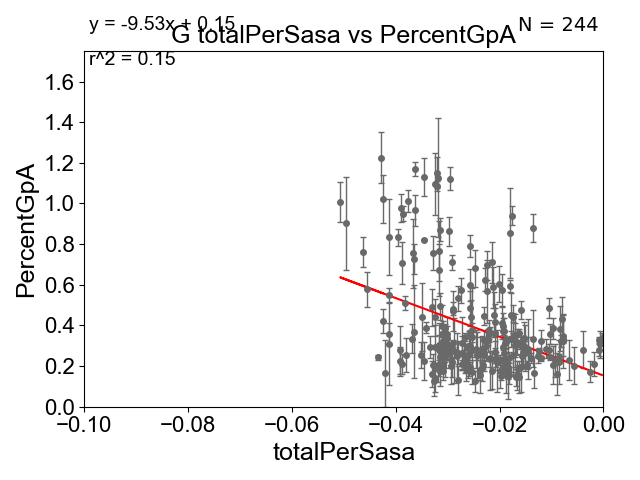 y = -9.53x + 0.15
N = 244
G totalPerSasa vs PercentGpA
r^2 = 0.15
PercentGpA
1.6
1.4
1.2
1.0
0.8
0.6
0.4
0.2
0.0
−0.10 −0.08 −0.06 −0.04 −0.02 0.00
totalPerSasa